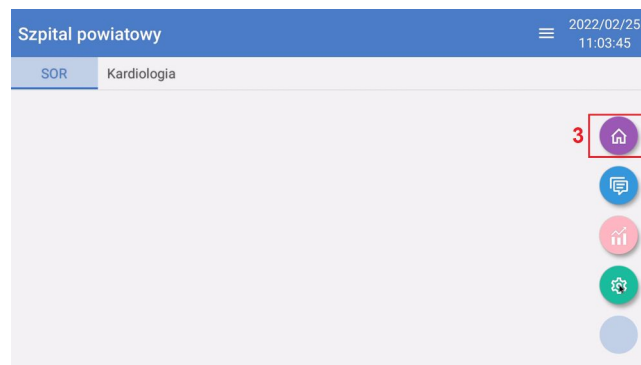 Szpital powiatowy
2022/02/25
11:03:45
SOR
Kardiologia
3